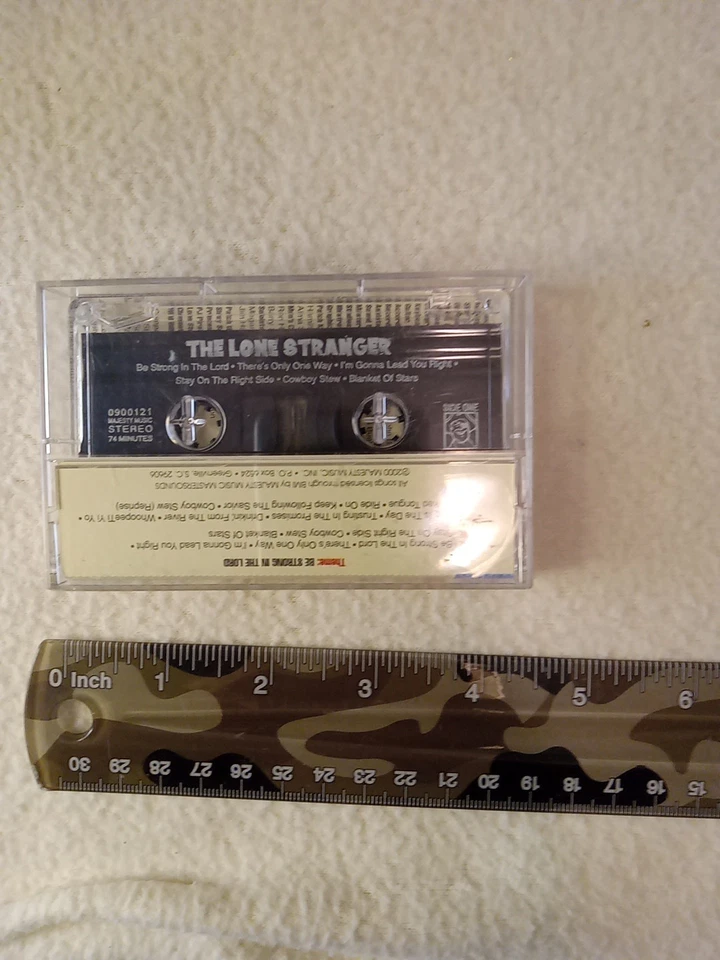 THE LONE STRANGER
Be Strong In The Lord • There's Only One Way • I'm Gonna Lead You Right •
Stay On The Right Side • Cowboy Stew • Blanket Of Stars
0900121
MAJESTY MUSIC
STEREO
74 MINUTES
SIDE ONE
Theme: BE STRONG IN THE LORD
Be Strong In The Lord • There's Only One Way • I'm Gonna Lead You Right •
On The Right Side • Cowboy Stew • Blanket Of Stars
The Day • Trusting In The Promises • Drinkin' From The River • Whoopee Ti Yi Yo •
Tongue • Ride On • Keep Following The Savior • Cowboy Stew (Reprise)
All songs licensed through BMI by MAJESTY MUSIC MASTERSOUNDS
©2000 MAJESTY MUSIC, INC. • P.O. Box 6524 • Greenville, S.C. 29606
0 Inch 1 2 3 4 5 6
30 29 28 27 26 25 24 23 22 21 20 19 18 17 16 15